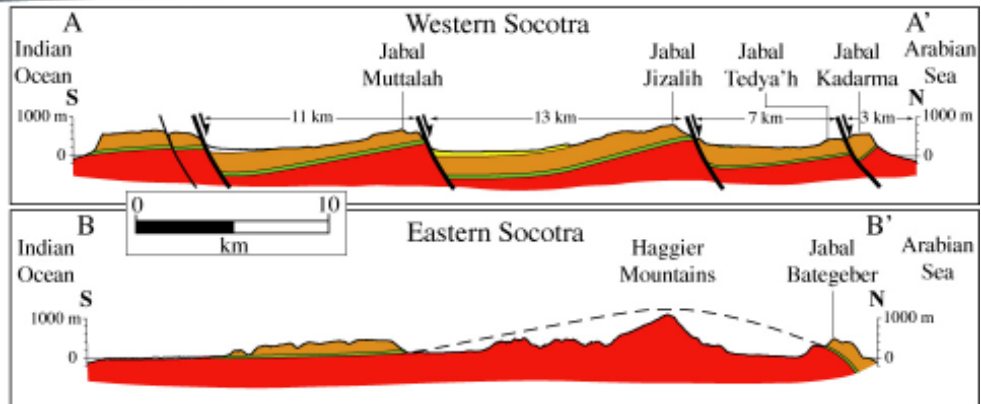 A
Western Socotra
A'
Indian
Ocean
S
Jabal
Muttalah
Jabal
Jizalih
Jabal
Tedya'h
Jabal
Kadarma
Arabian
Sea
N
1000 m
0
11 km
13 km
7 km
3 km
1000 m
0
0
10
km
B
Eastern Socotra
B'
Indian
Ocean
S
Haggier
Mountains
Jabal
Bategeber
Arabian
Sea
N
1000 m
0
1000 m
0